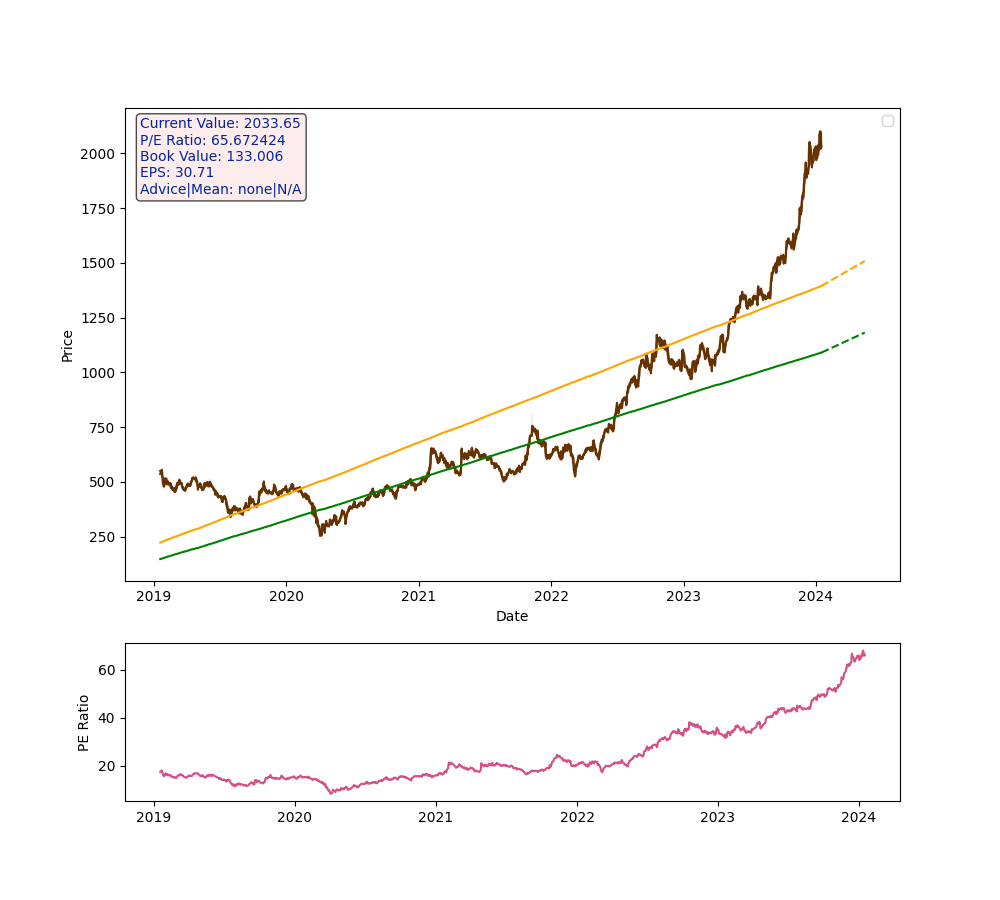 Current Value: 2033.65
P/E Ratio: 65.672424
Book Value: 133.006
EPS: 30.71
Advice|Mean: none|N/A
2000
1750
1500
1250
1000
750
500
250
Price
2019 2020 2021 2022 2023 2024
Date
60
40
20
PE Ratio
2019 2020 2021 2022 2023 2024